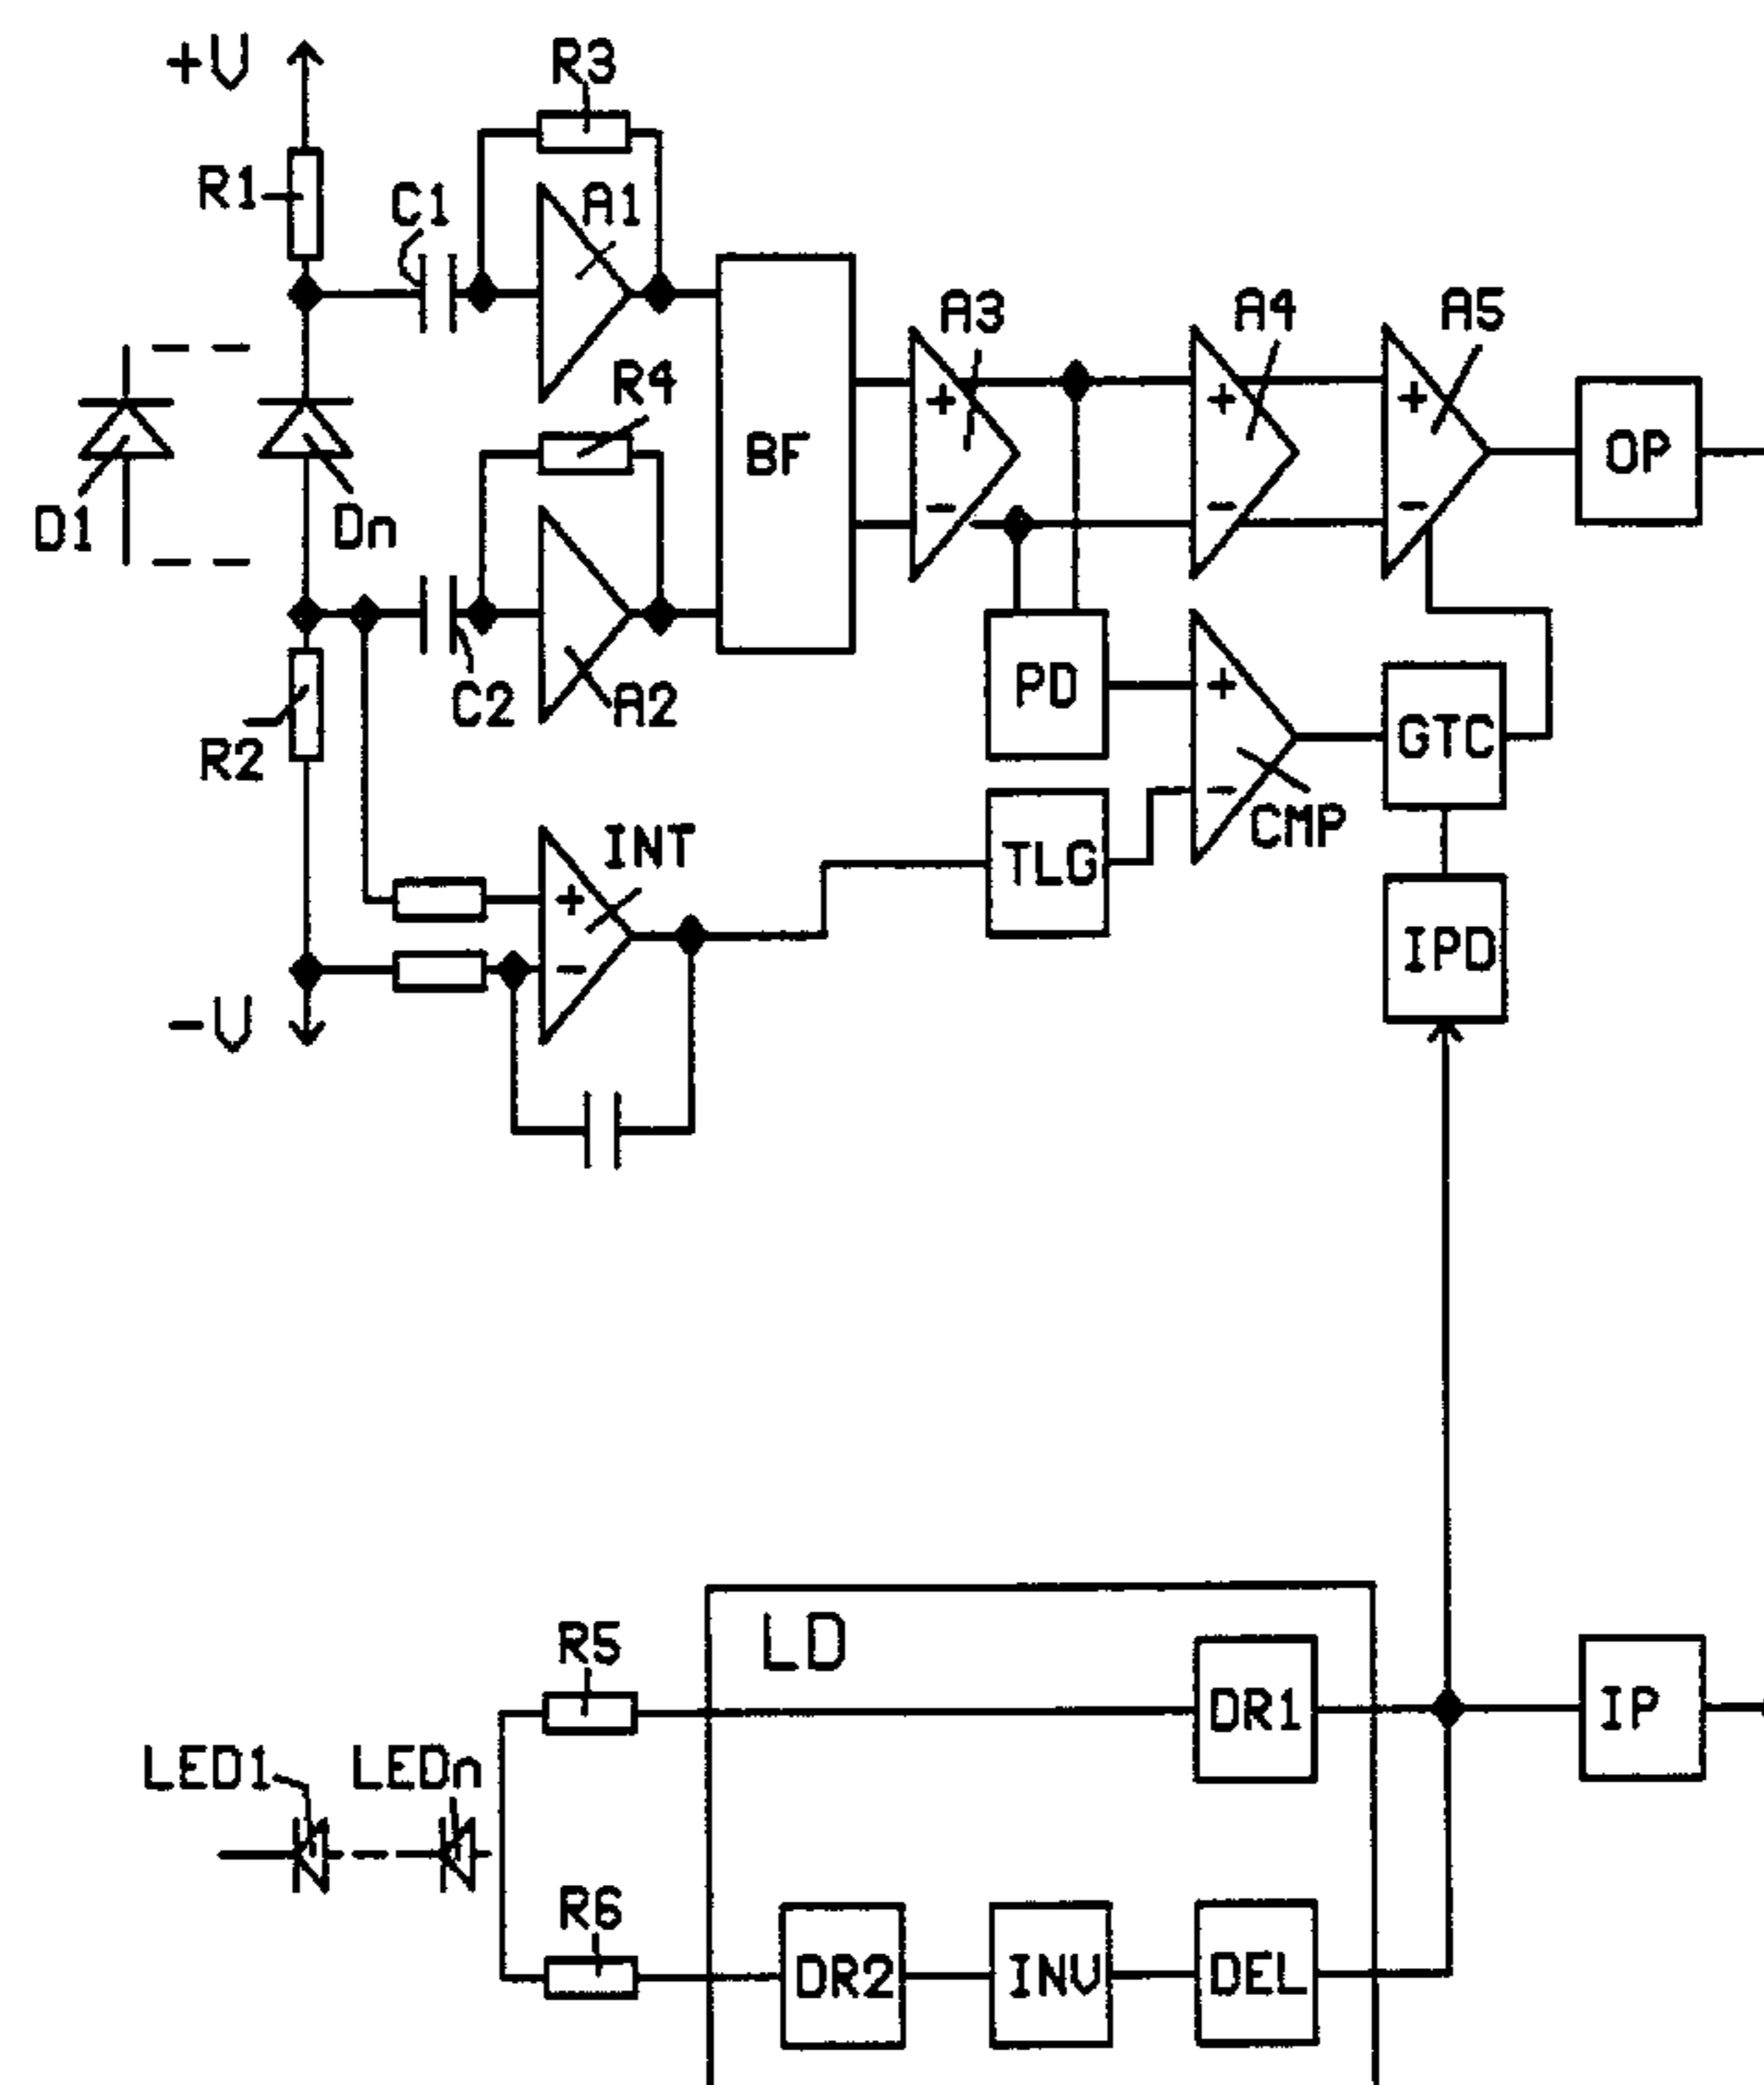 +V
R3
R1
C1
A1
A3
A4
A5
R4
BF
+
+
+
OP
D1
Dn
-
-
-
C2
A2
PD
+
GTC
R2
INT
TLG
-
CMP
+
IPD
-
-V
LD
R5
DR1
IP
LED1
LEDn
R6
DR2
INV
DEL